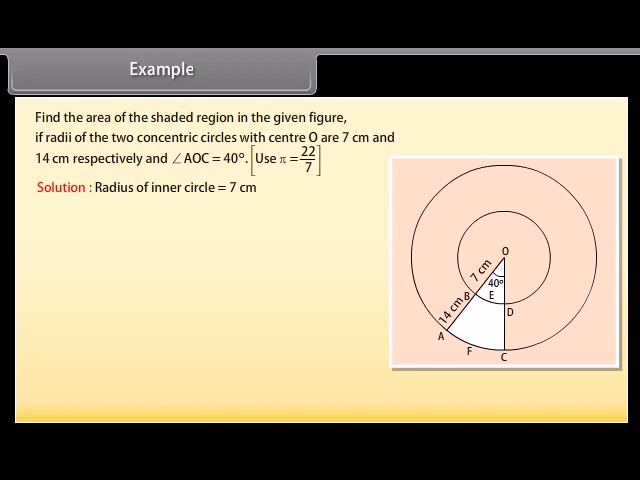 Example
Find the area of the shaded region in the given figure,
if radii of the two concentric circles with centre O are 7 cm and
14 cm respectively and ∠AOC = 40°. [Use π = 22/7]
Solution : Radius of inner circle = 7 cm
O
7 cm
40°
B
E
14 cm
D
A
F
C